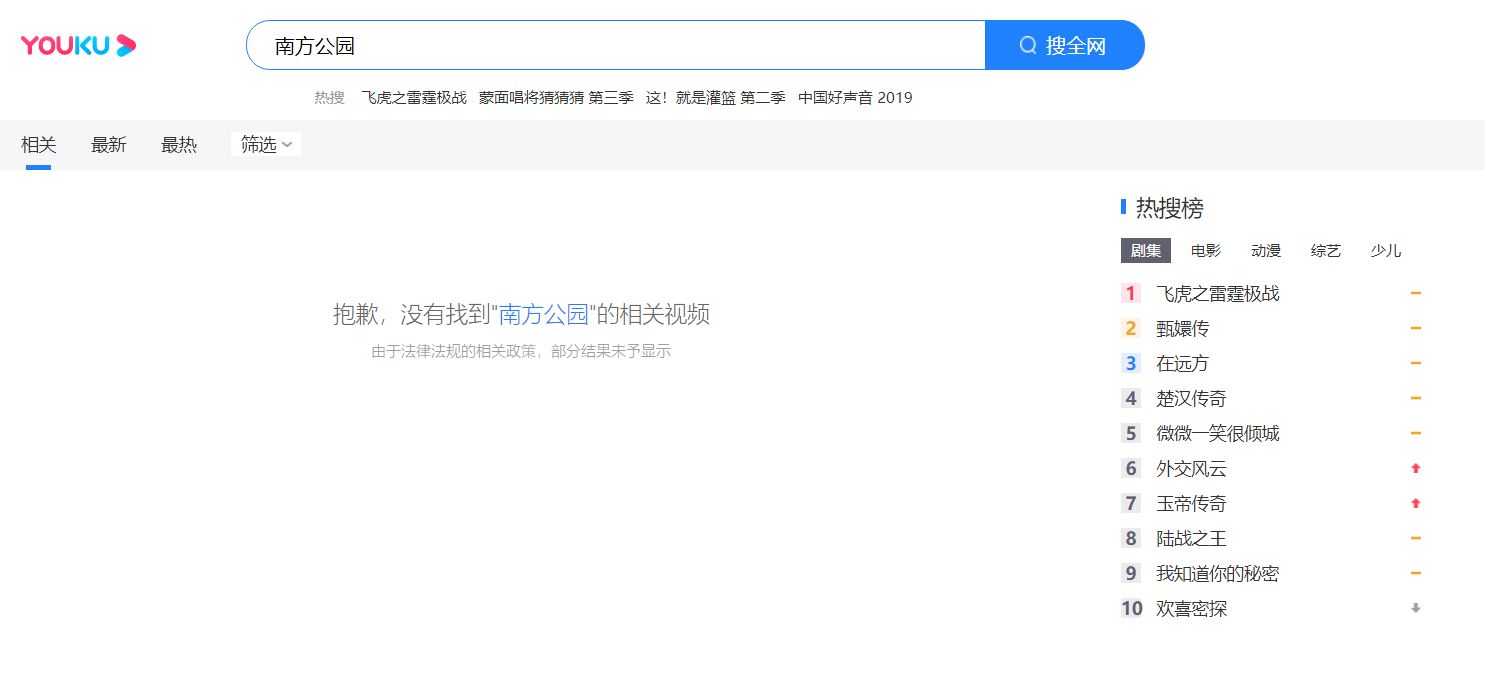 YOUKU
南方公园
搜全网
热搜 飞虎之雷霆极战 蒙面唱将猜猜猜 第三季 这！就是灌篮 第二季 中国好声音 2019
相关 最新 最热 筛选
热搜榜
剧集 电影 动漫 综艺 少儿
抱歉，没有找到"南方公园"的相关视频
由于法律法规的相关政策，部分结果未予显示
1 飞虎之雷霆极战
2 甄嬛传
3 在远方
4 楚汉传奇
5 微微一笑很倾城
6 外交风云
7 玉帝传奇
8 陆战之王
9 我知道你的秘密
10 欢喜密探